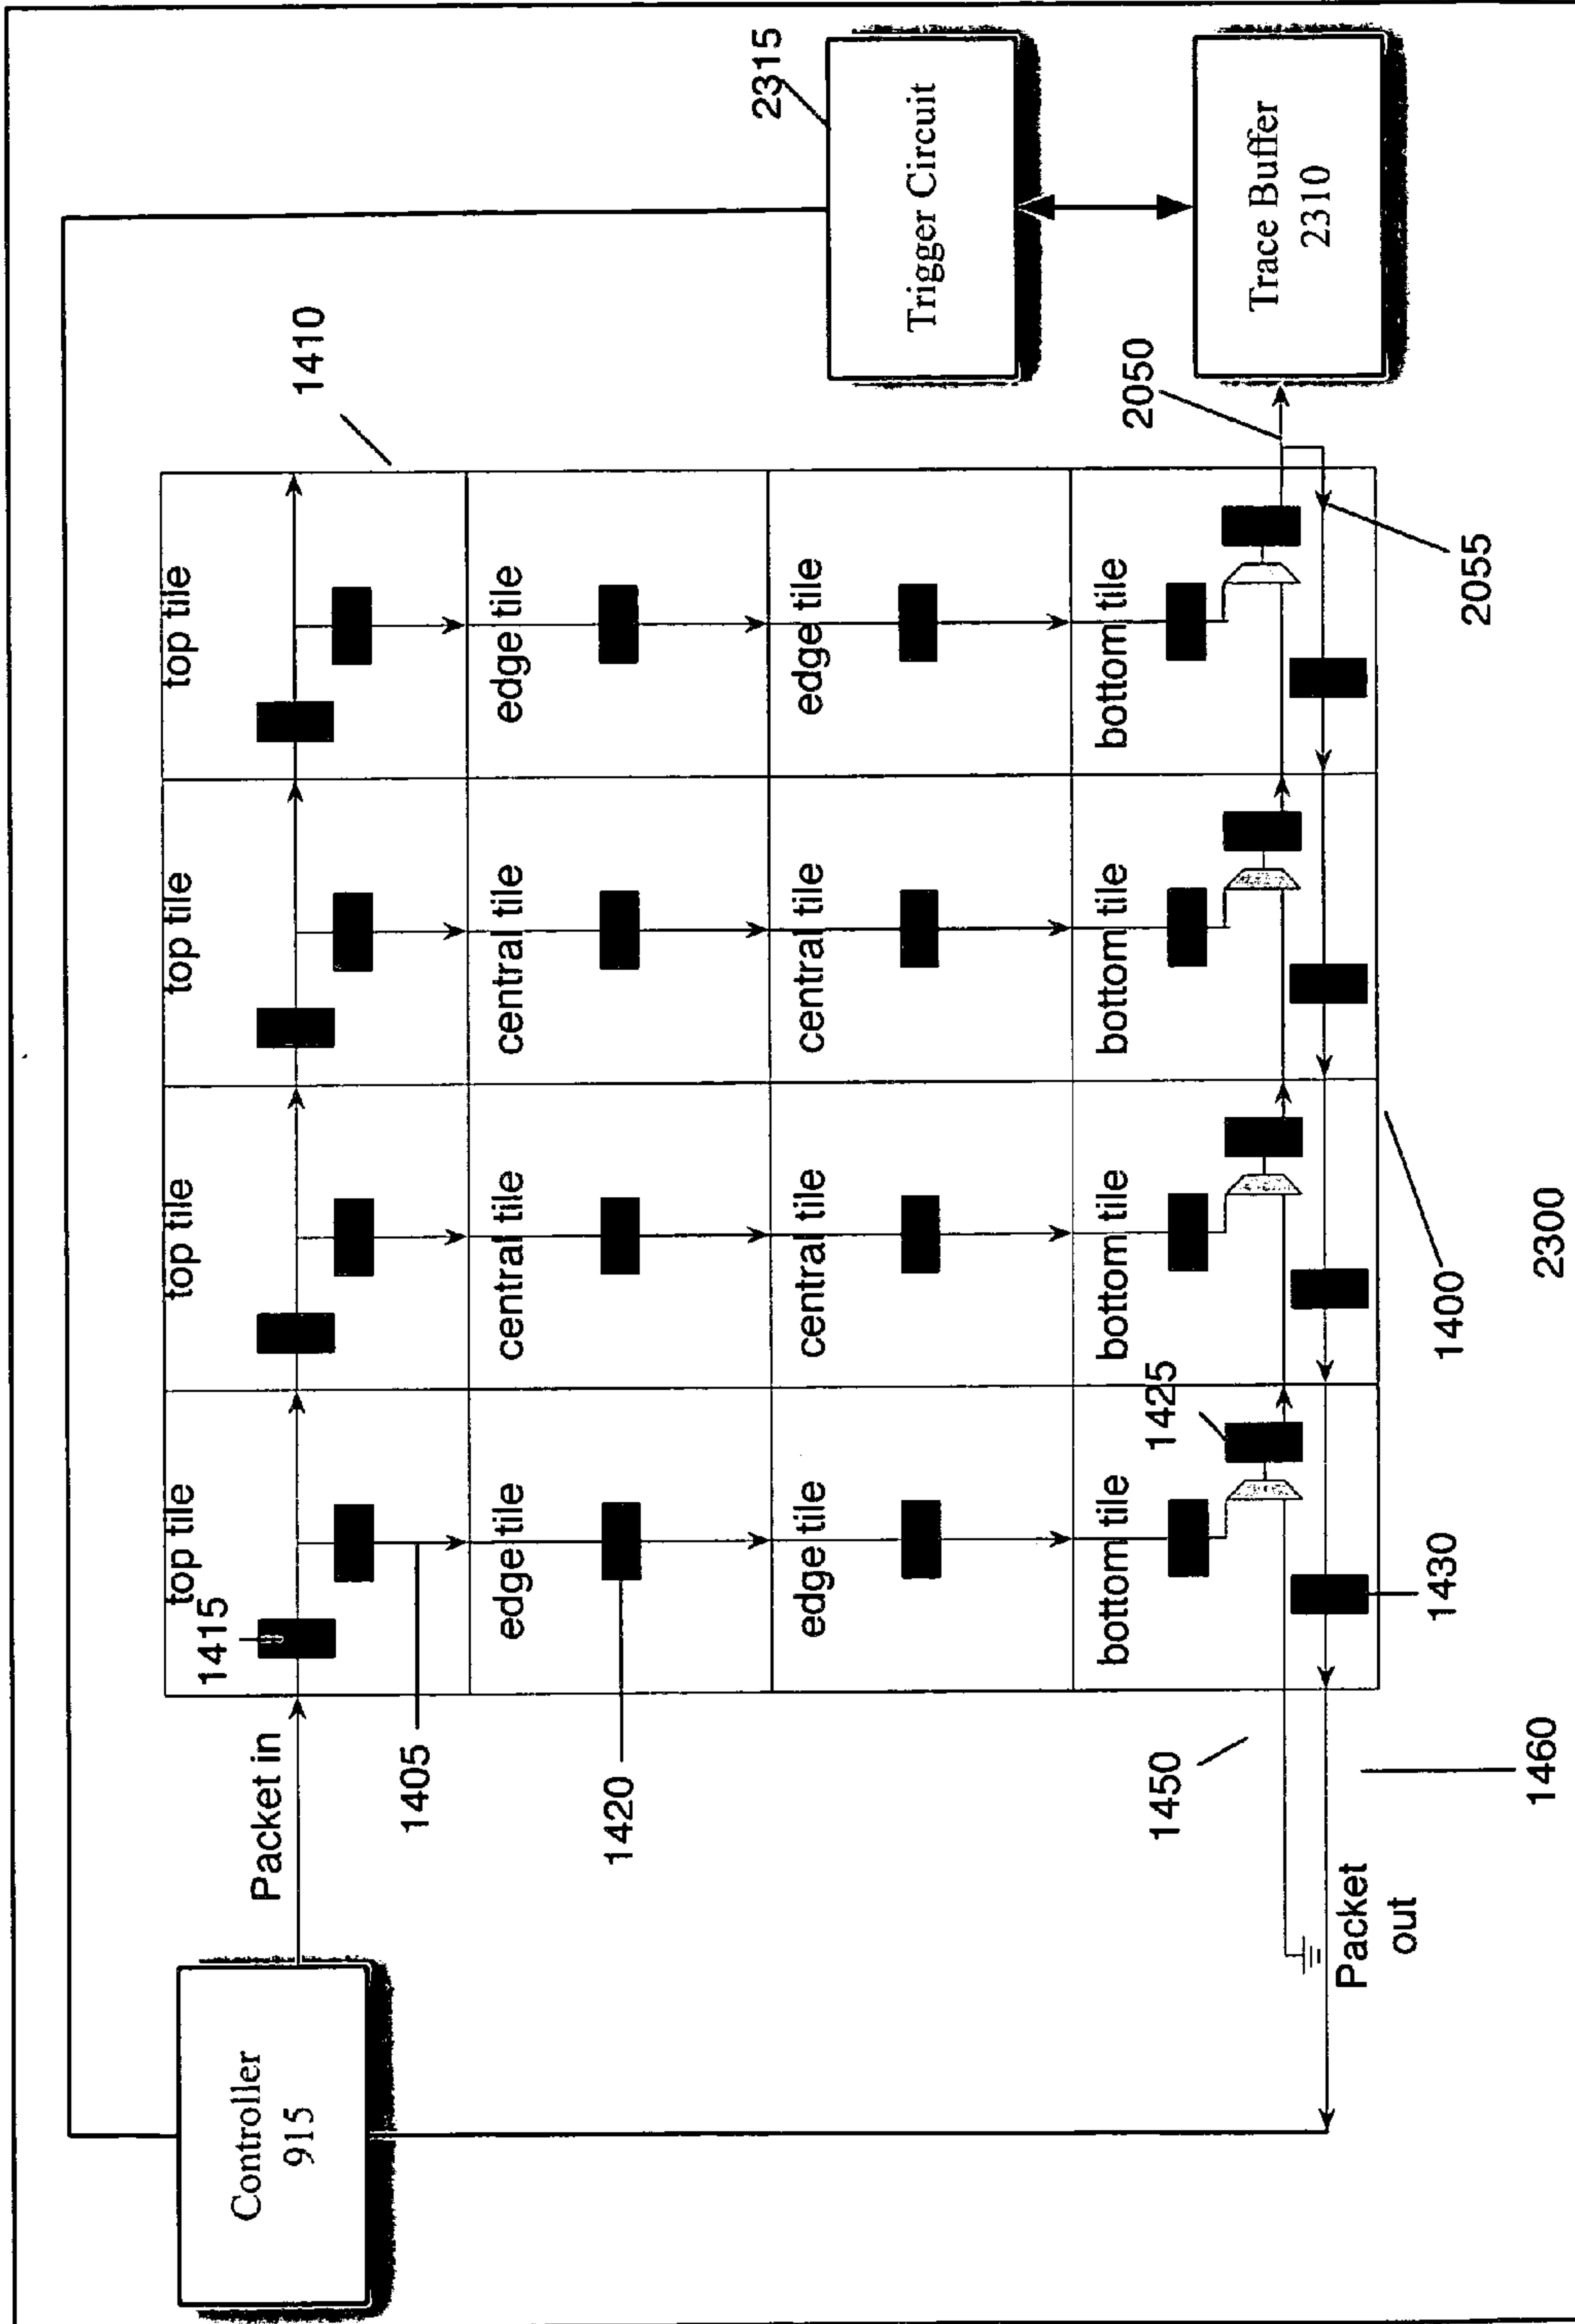 top tile
top tile
top tile
top tile
1415
Controller
915
Packet in
1410
1405
edge tile
central tile
central tile
edge tile
1420
2315
edge tile
central tile
central tile
edge tile
Trigger Circuit
bottom tile
bottom tile
bottom tile
bottom tile
1450
1425
2050
Trace Buffer
2310
Packet
out
1430
1400
2055
1460
2300